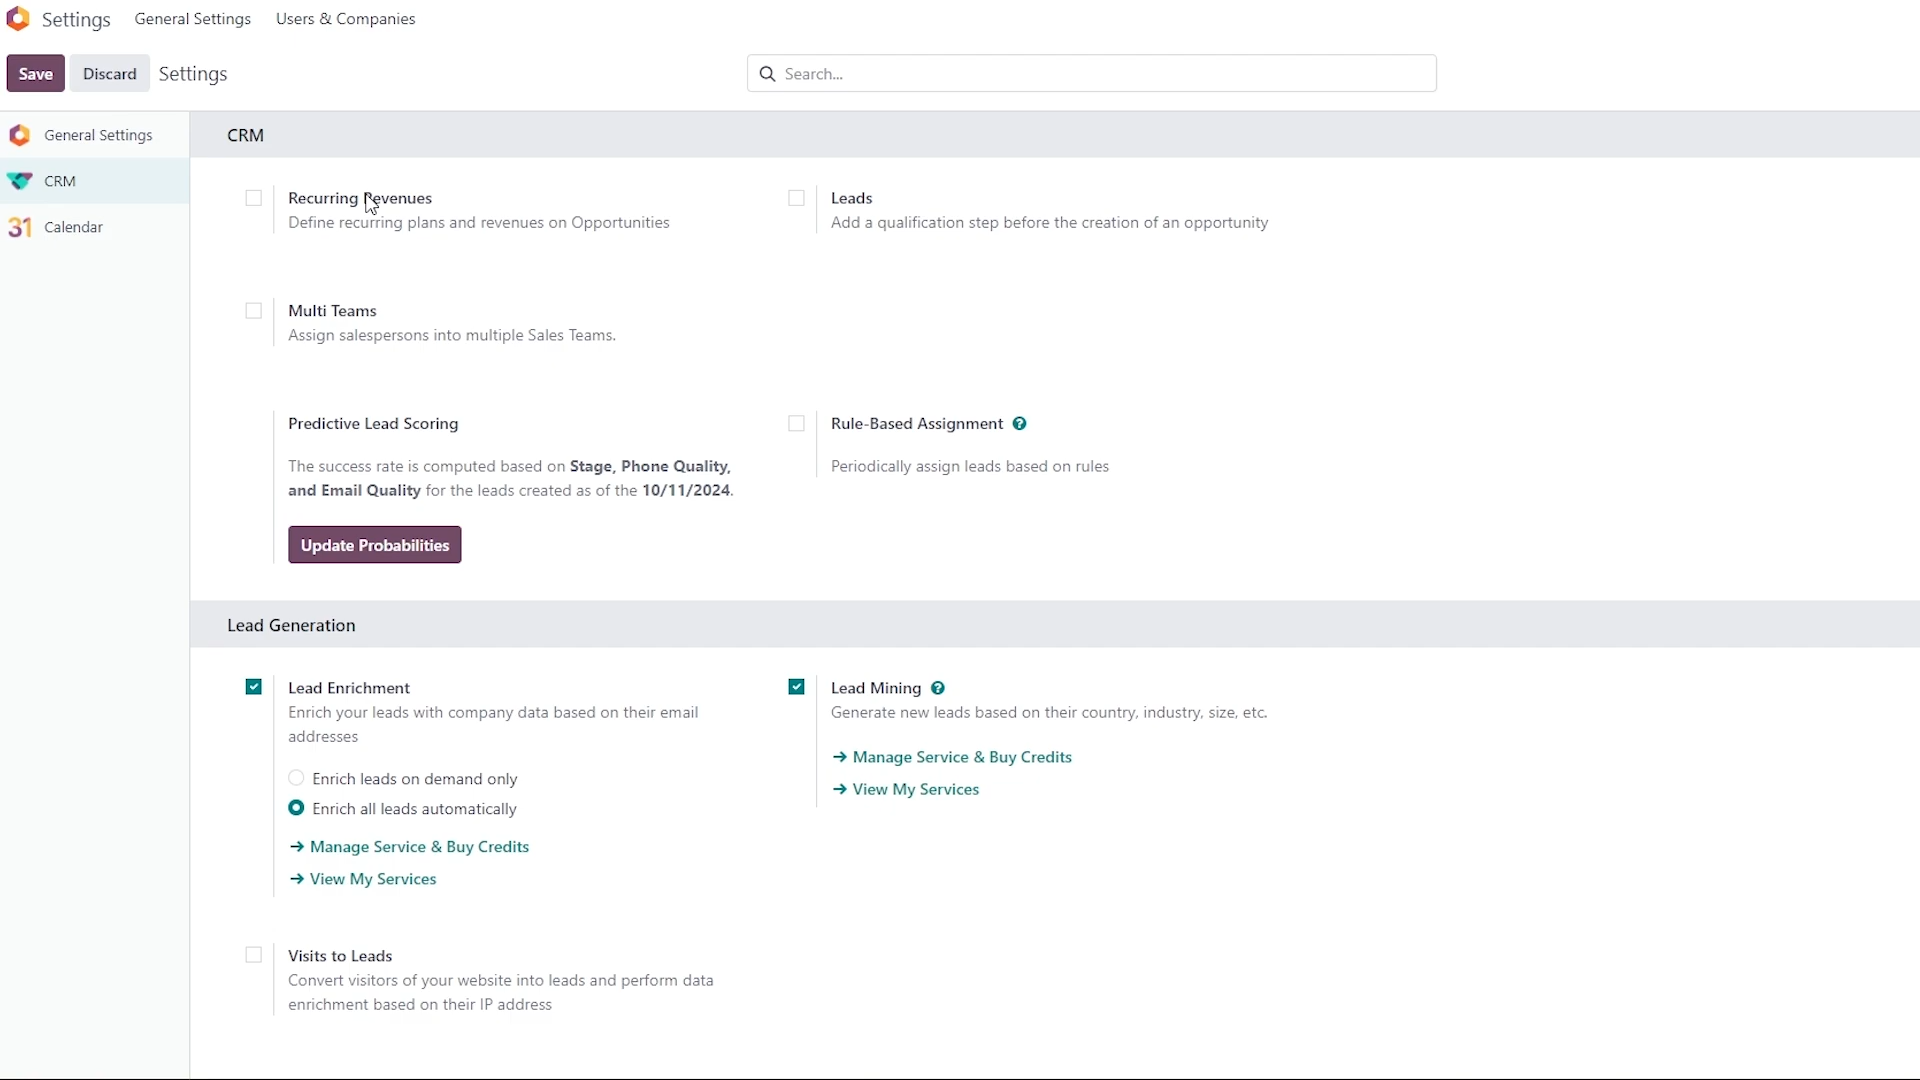 Settings General Settings Users & Companies
Save Discard Settings Search...
General Settings
CRM
31 Calendar
CRM
Recurring Revenues
Define recurring plans and revenues on Opportunities
Leads
Add a qualification step before the creation of an opportunity
Multi Teams
Assign salespersons into multiple Sales Teams.
Predictive Lead Scoring
The success rate is computed based on Stage, Phone Quality,
and Email Quality for the leads created as of the 10/11/2024.
Update Probabilities
Rule-Based Assignment ?
Periodically assign leads based on rules
Lead Generation
Lead Enrichment
Enrich your leads with company data based on their email
addresses
Enrich leads on demand only
Enrich all leads automatically
→ Manage Service & Buy Credits
→ View My Services
Lead Mining ?
Generate new leads based on their country, industry, size, etc.
→ Manage Service & Buy Credits
→ View My Services
Visits to Leads
Convert visitors of your website into leads and perform data
enrichment based on their IP address